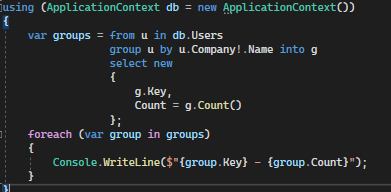 using (ApplicationContext db = new ApplicationContext())
{
    var groups = from u in db.Users
                 group u by u.Company!.Name into g
                 select new
                 {
                     g.Key,
                     Count = g.Count()
                 };
    foreach (var group in groups)
    {
        Console.WriteLine($"{group.Key} - {group.Count}");
    }
}